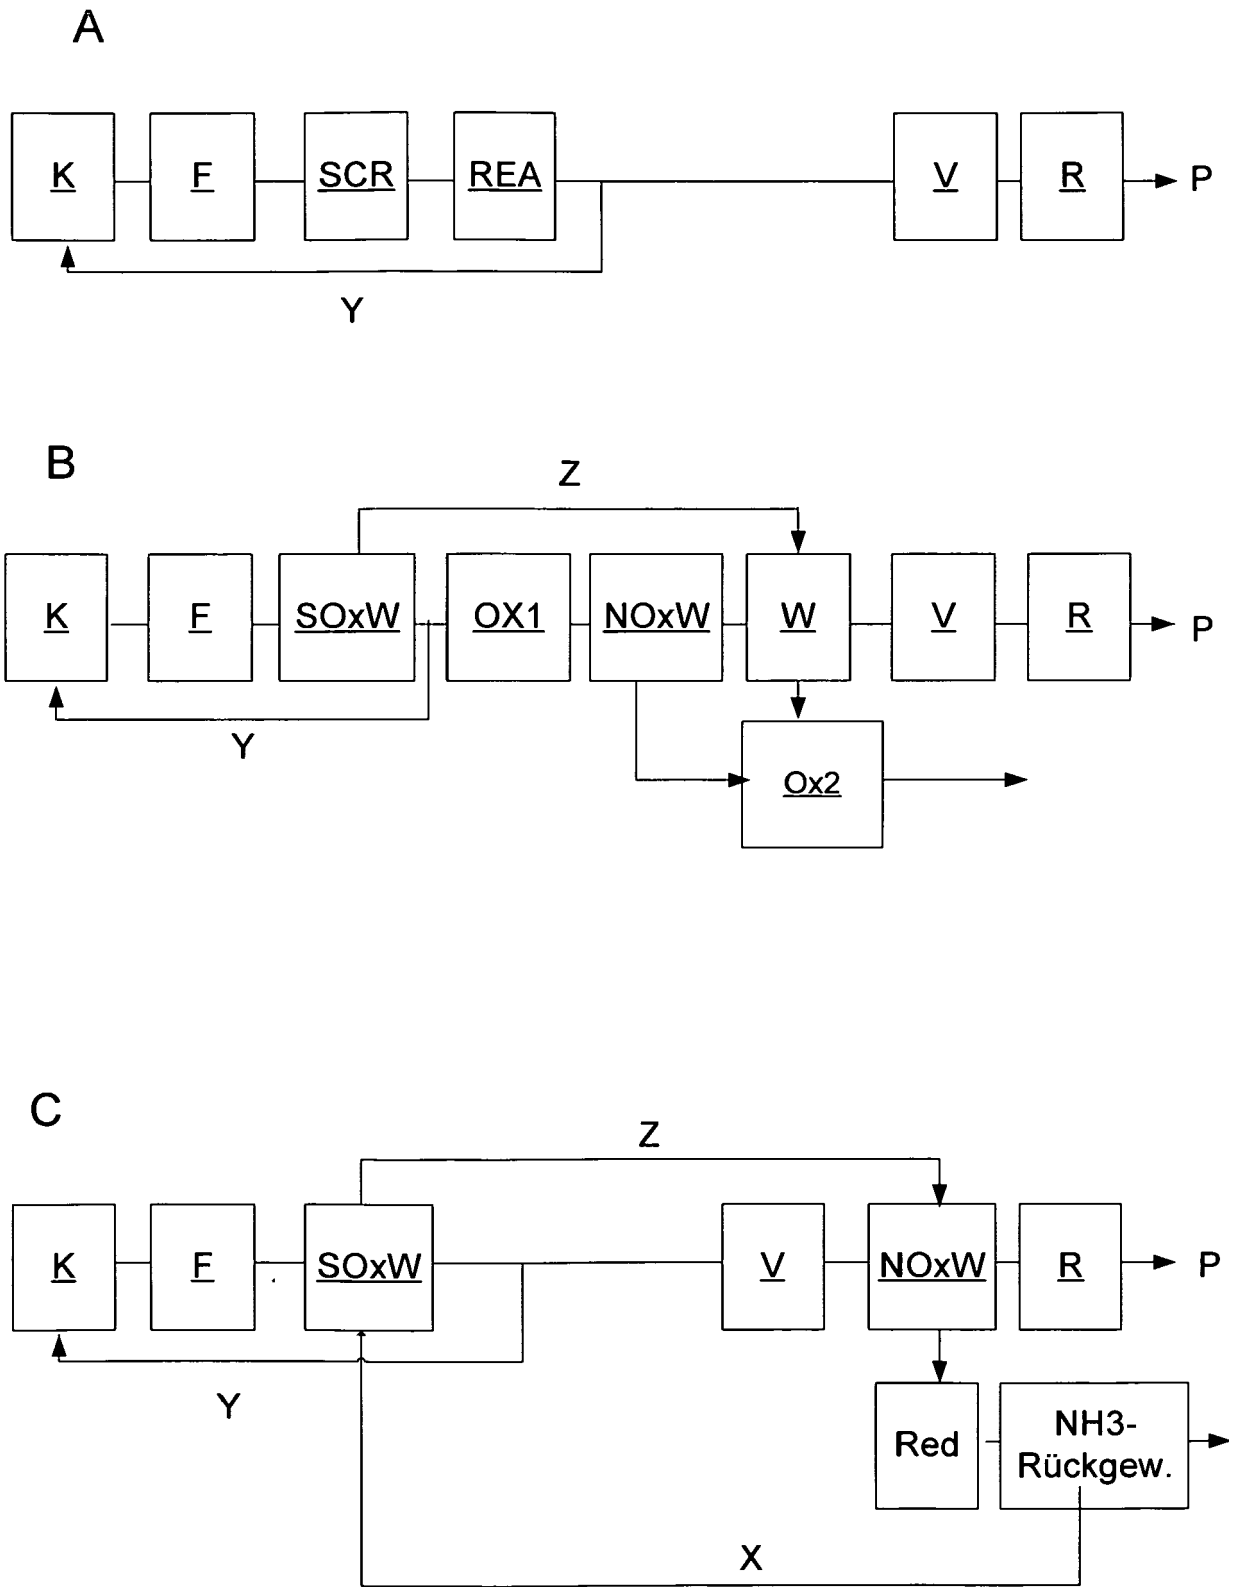 A
K F SCR REA V R P
Y
B
Z
K F SOxW OX1 NOxW W V R P
Y
Ox2
C
Z
K F SOxW V NOxW R P
Y
Red NH3-
Rückgew.
X